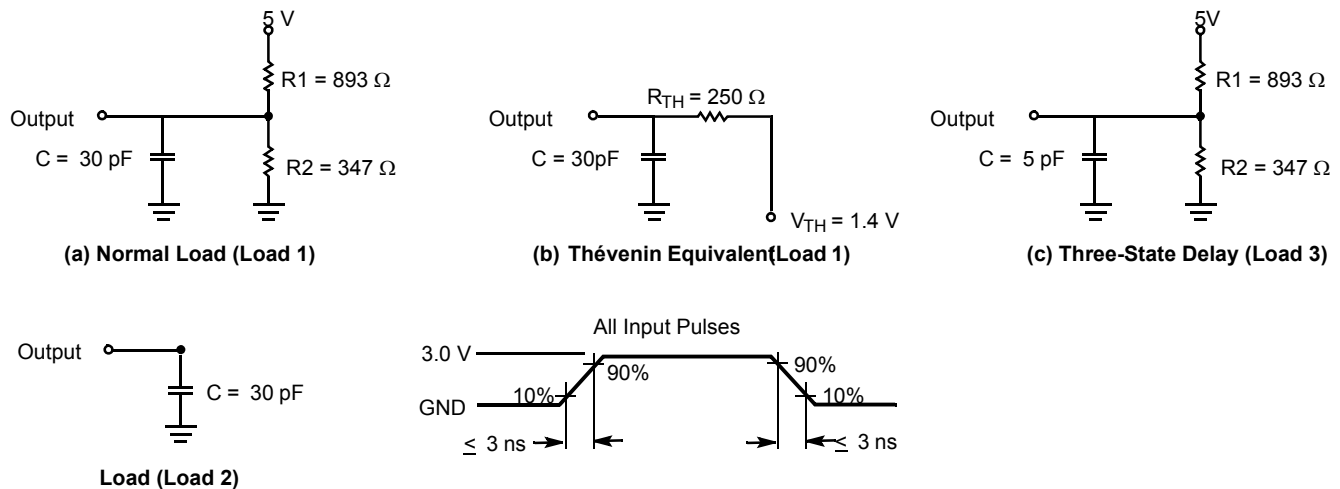 5 V
R1 = 893 Ω
Output
C = 30 pF
R2 = 347 Ω
(a) Normal Load (Load 1)
RTH = 250 Ω
Output
C = 30pF
VTH = 1.4 V
(b) Thévenin Equivalent(Load 1)
5V
R1 = 893 Ω
Output
C = 5 pF
R2 = 347 Ω
(c) Three-State Delay (Load 3)
Output
C = 30 pF
Load (Load 2)
All Input Pulses
3.0 V
90%
90%
10%
10%
GND
≤ 3 ns
≤ 3 ns